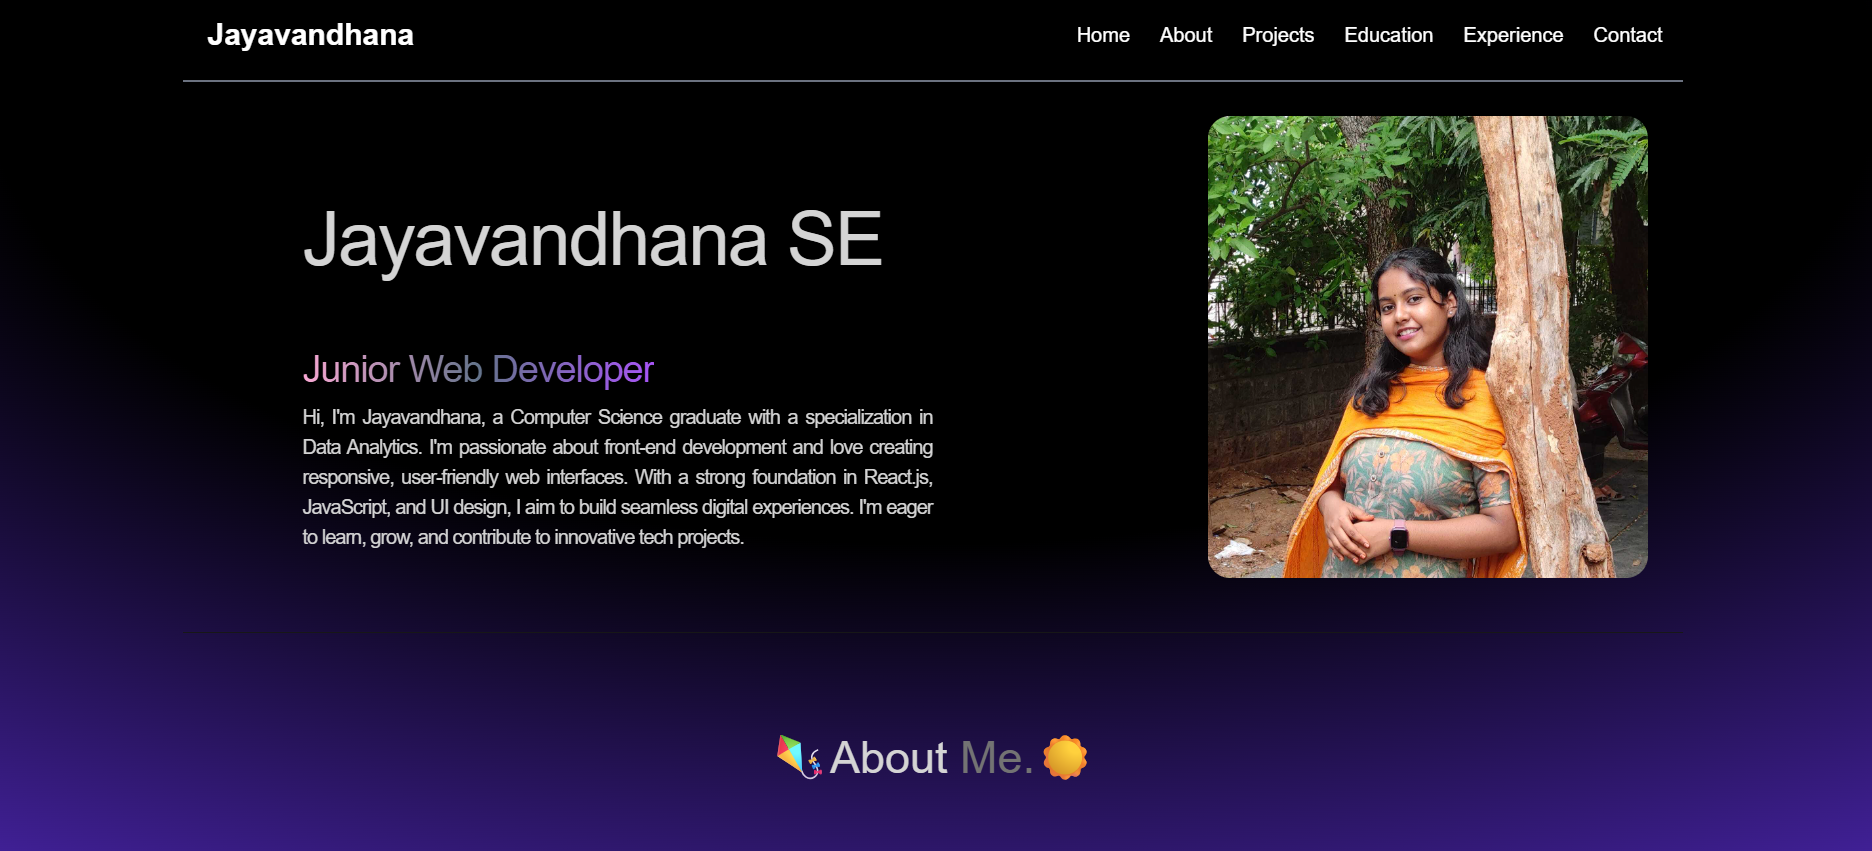 Jayavandhana
Home About Projects Education Experience Contact
Jayavandhana SE
Junior Web Developer
Hi, I'm Jayavandhana, a Computer Science graduate with a specialization in
Data Analytics. I'm passionate about front-end development and love creating
responsive, user-friendly web interfaces. With a strong foundation in React.js,
JavaScript, and UI design, I aim to build seamless digital experiences. I'm eager
to learn, grow, and contribute to innovative tech projects.
About Me.